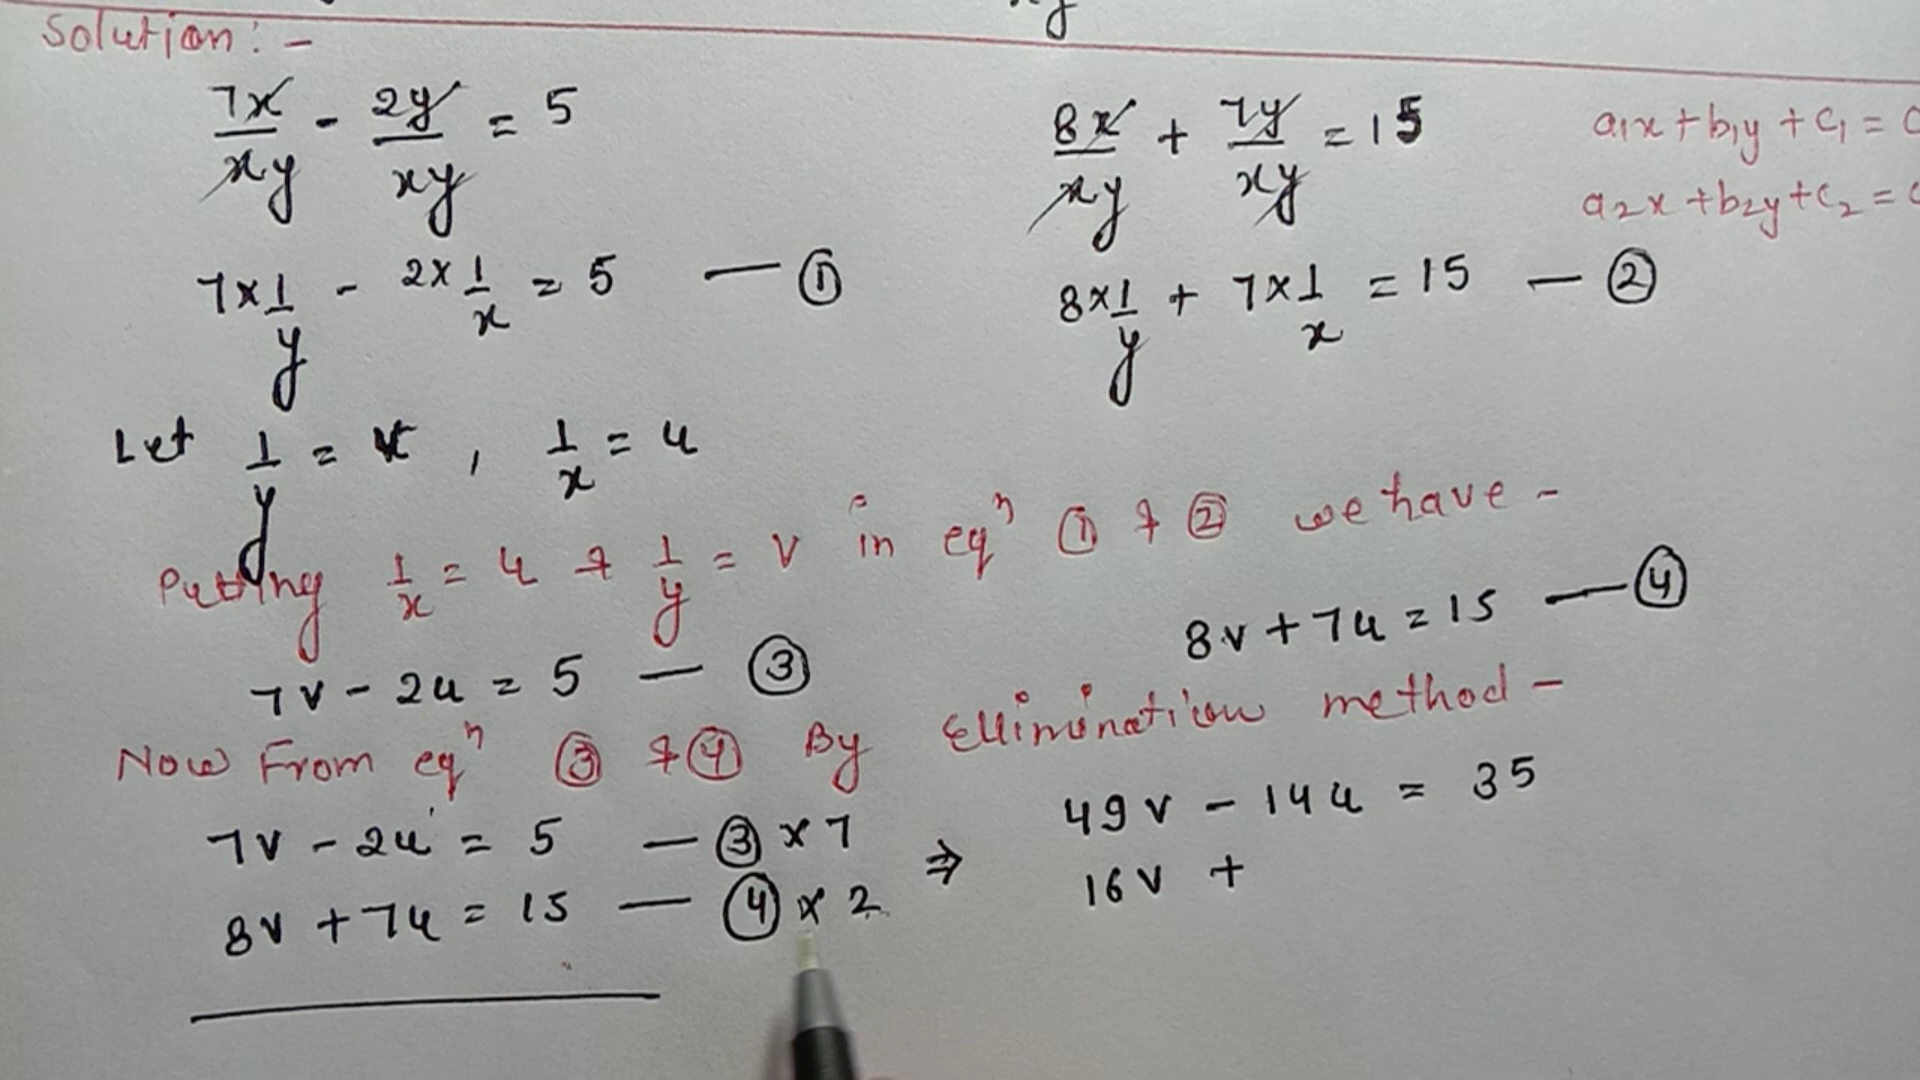 xy
Solution:-
7x/xy - 2y/xy = 5
8x/xy + 7y/xy = 15
a₁x + b₁y + c₁ =
a₂x + b₂y + c₂ =
7×1/y - 2×1/x = 5 — ①
8×1/y + 7×1/x = 15 — ②
Let 1/y = v , 1/x = u
Putting 1/x = u & 1/y = v in eqⁿ ① & ② we have -
7v - 2u = 5 — ③
8v + 7u = 15 — ④
Now From eqⁿ ③ & ④ By Ellimination method -
7v - 2u = 5 — ③ × 7
8v + 7u = 15 — ④ × 2
⇒ 49v - 14u = 35
16v +